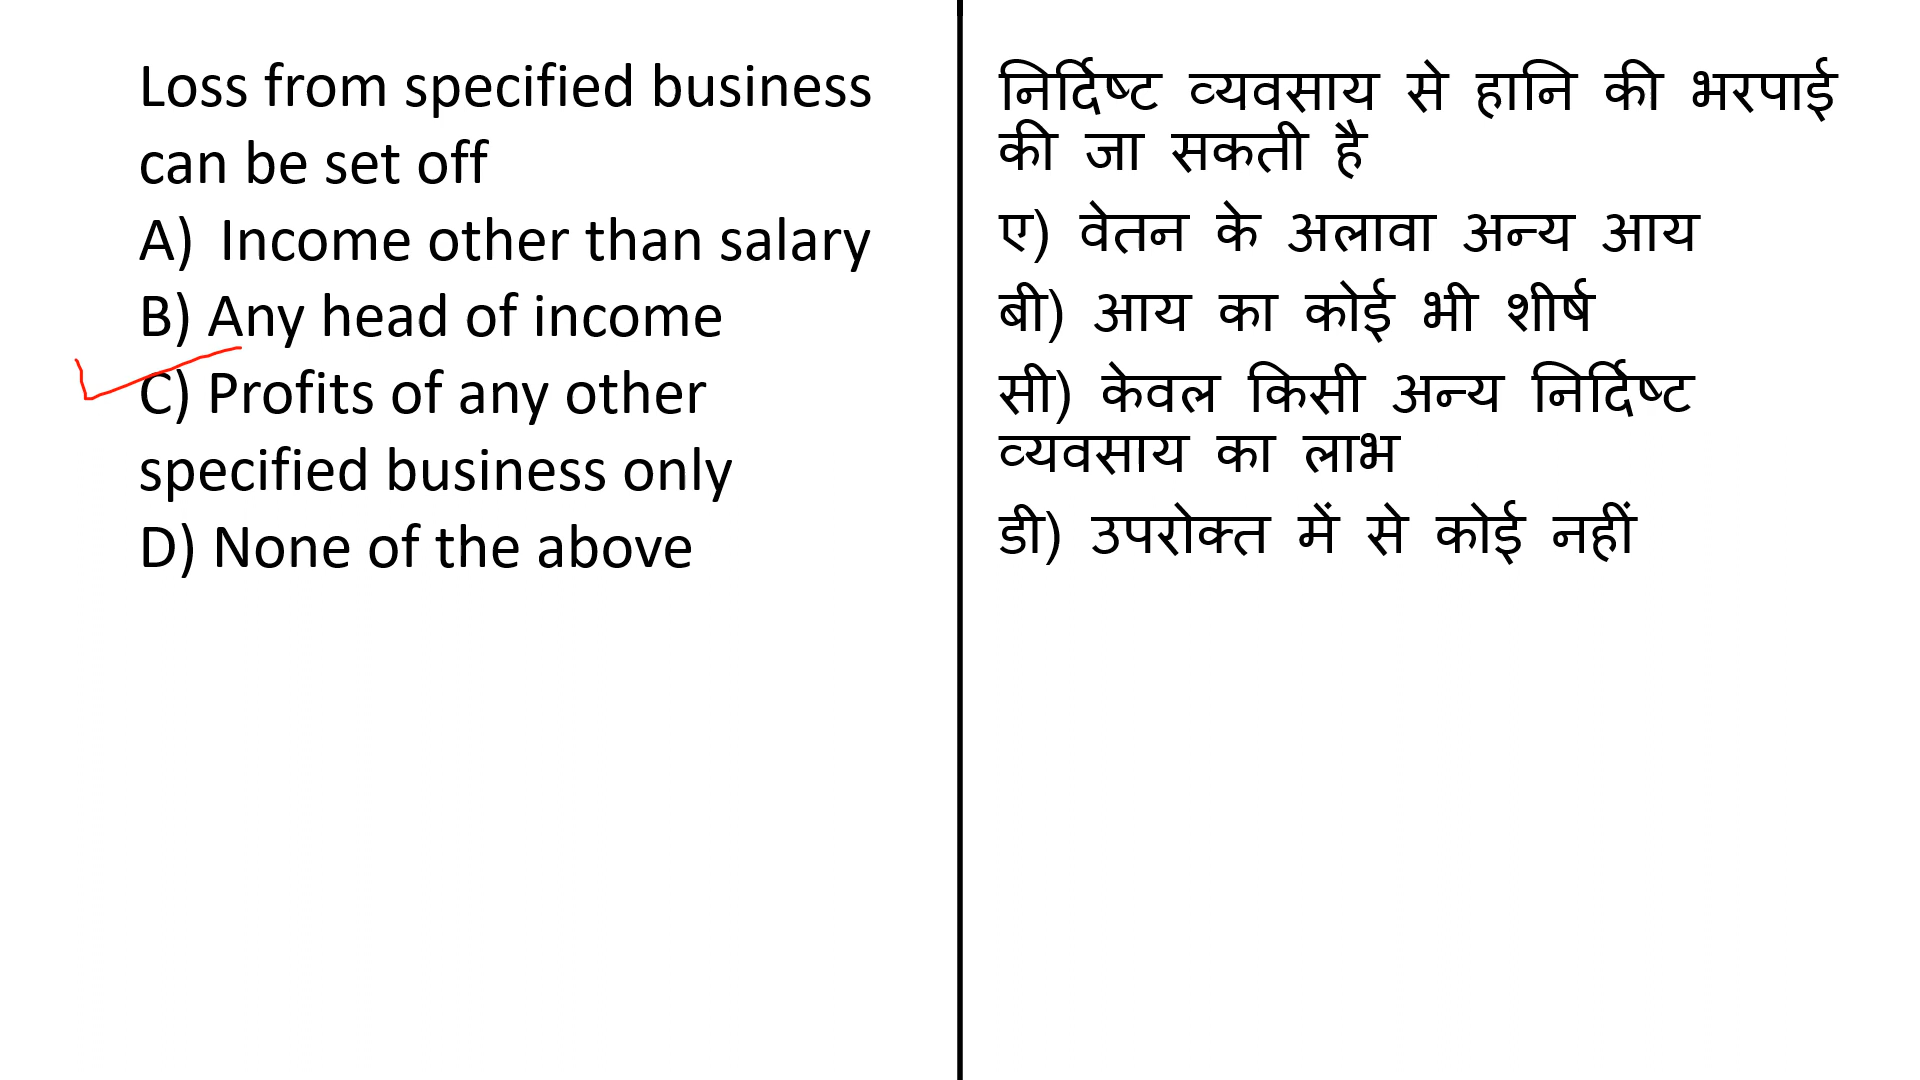 Loss from specified business
can be set off
A) Income other than salary
B) Any head of income
C) Profits of any other
specified business only
D) None of the above
निर्दिष्ट व्यवसाय से हानि की भरपाई
की जा सकती है
ए) वेतन के अलावा अन्य आय
बी) आय का कोई भी शीर्ष
सी) केवल किसी अन्य निर्दिष्ट
व्यवसाय का लाभ
डी) उपरोक्त में से कोई नहीं